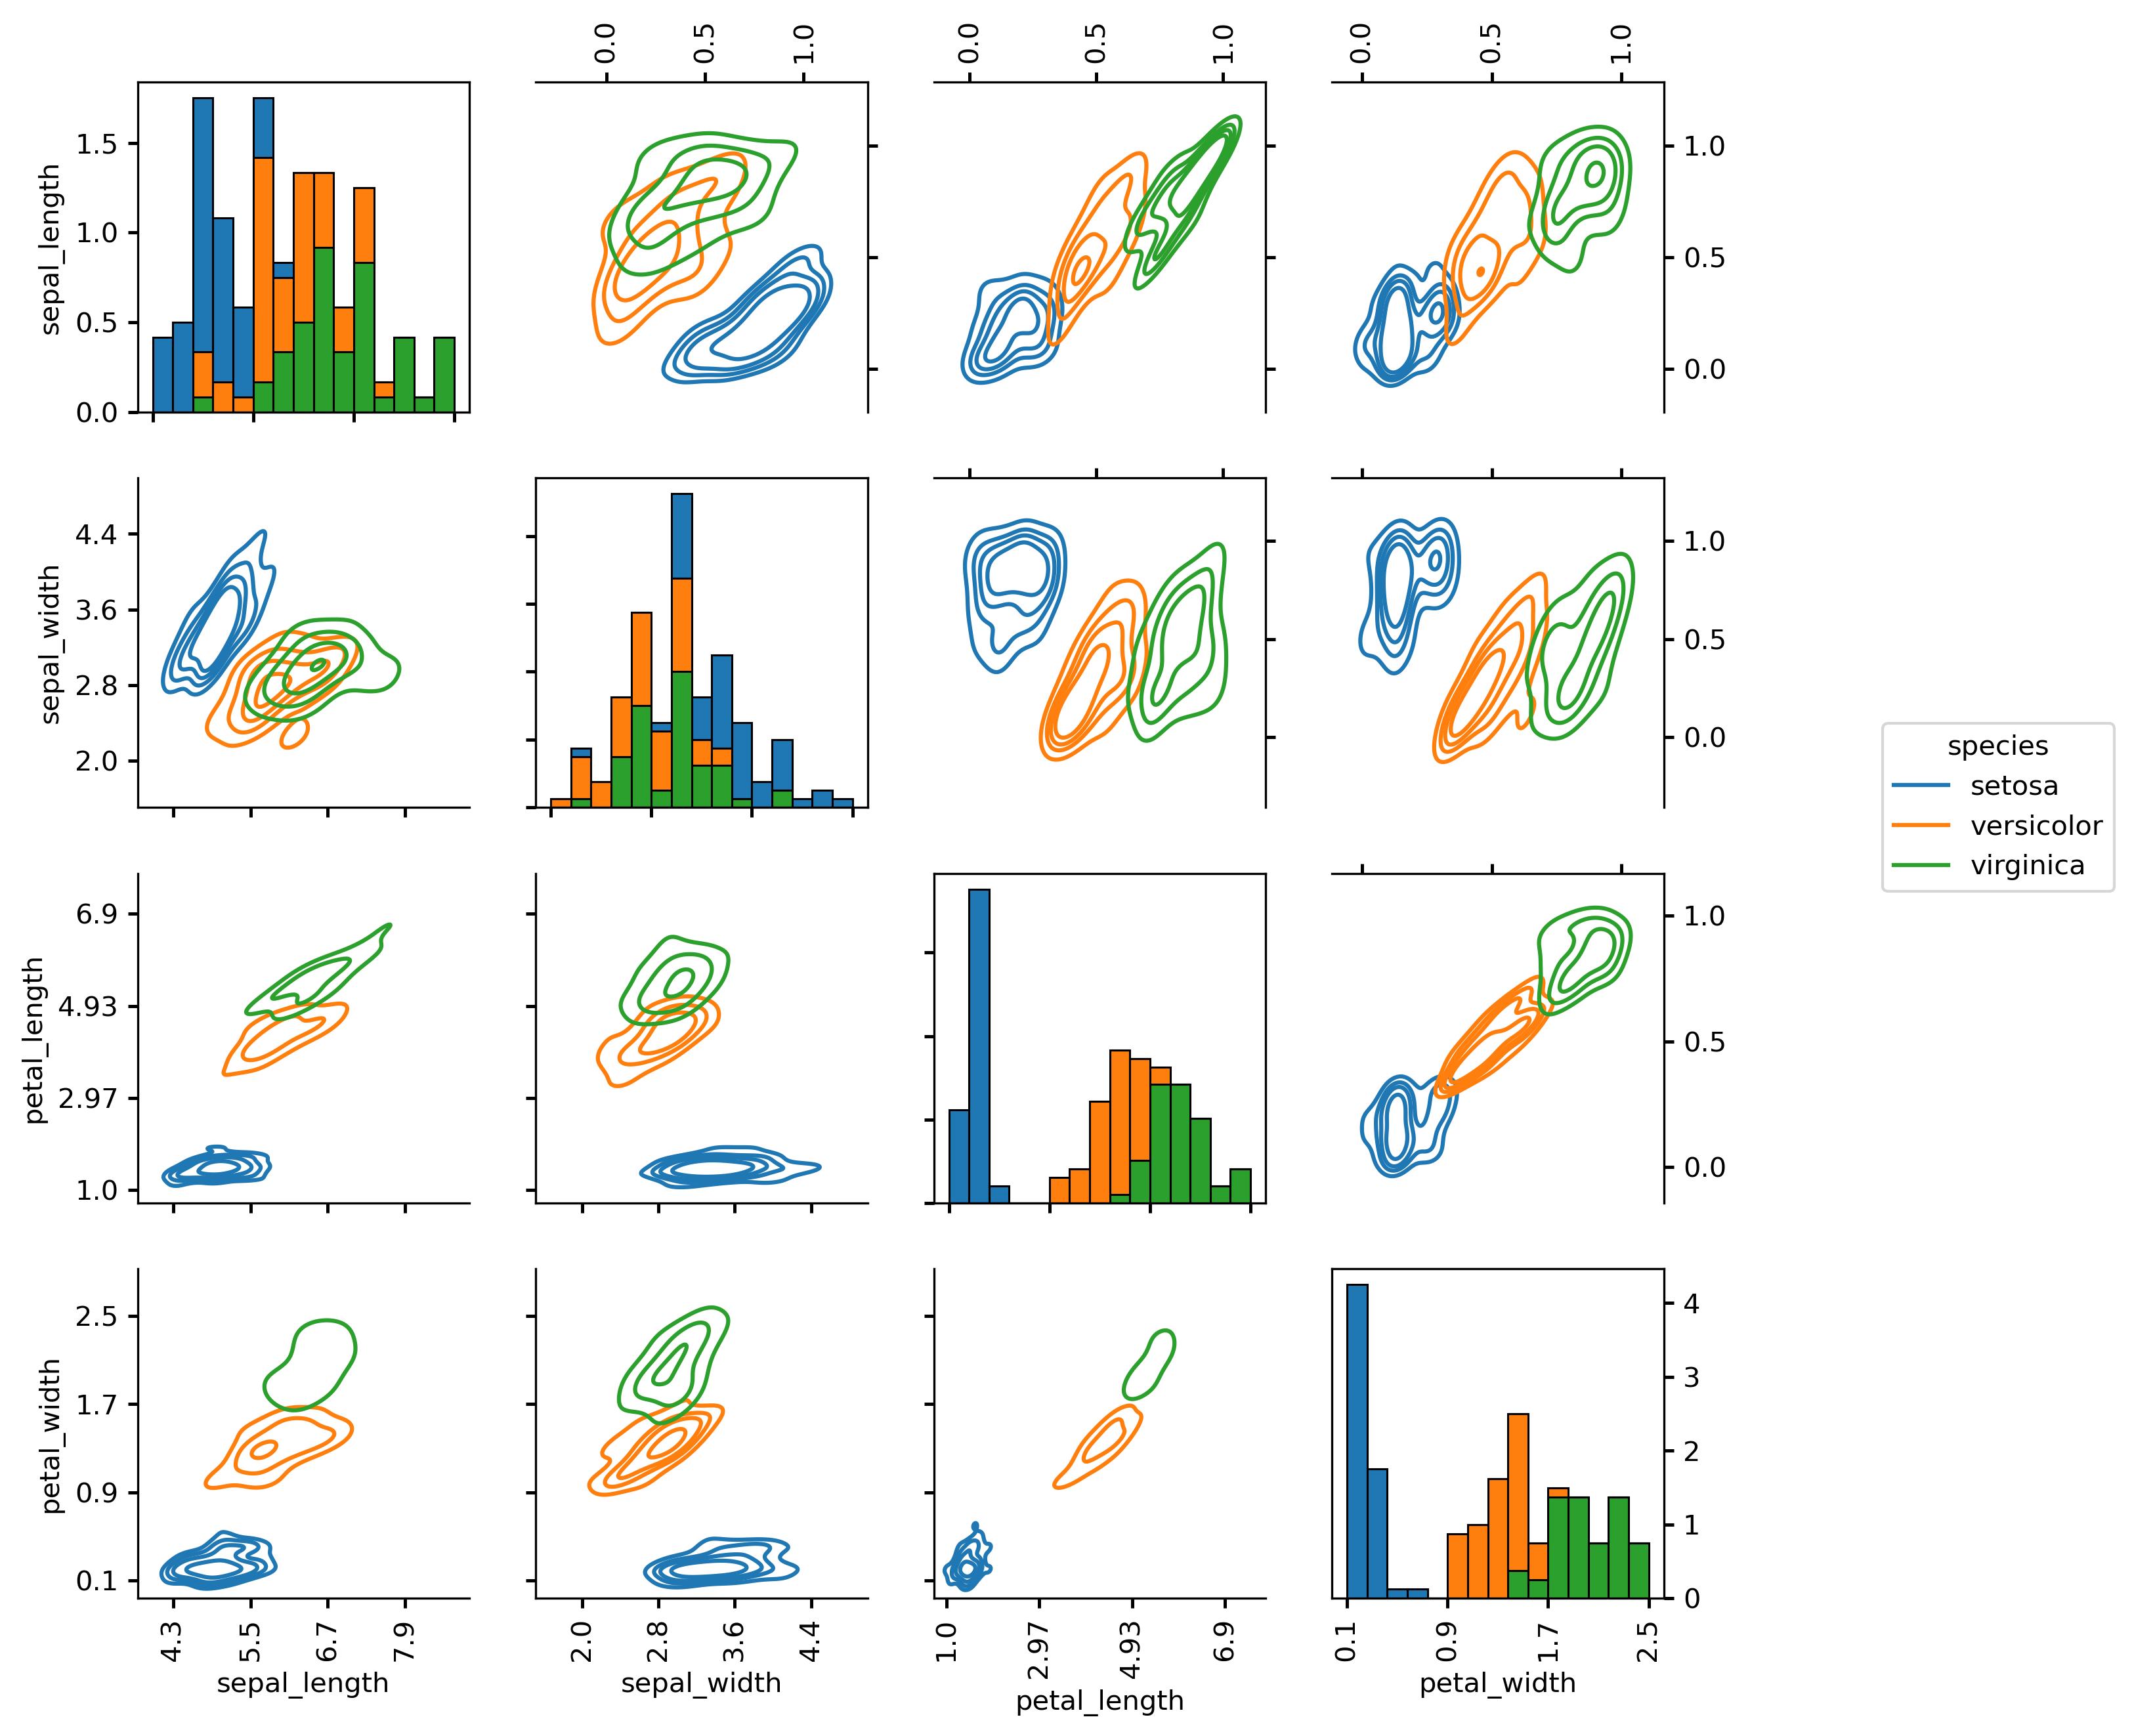 0.0 0.5 1.0 0.0 0.5 1.0 0.0 0.5 1.0
sepal_length
1.5
1.0
0.5
0.0
1.0
0.5
0.0
sepal_width
4.4
3.6
2.8
2.0
1.0
0.5
0.0
species
setosa
versicolor
virginica
petal_length
6.9
4.93
2.97
1.0
1.0
0.5
0.0
petal_width
2.5
1.7
0.9
0.1
4
3
2
1
0
4.3 5.5 6.7 7.9 2.0 2.8 3.6 4.4 1.0 2.97 4.93 6.9 0.1 0.9 1.7 2.5
sepal_length sepal_width petal_length petal_width